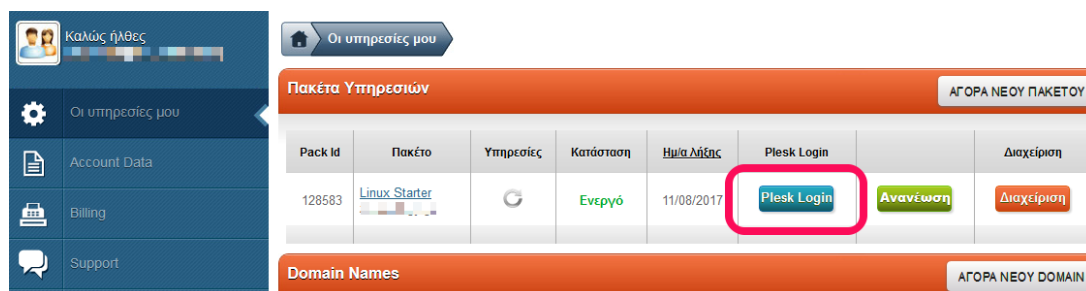 Καλώς ήλθες
Οι υπηρεσίες μου
Account Data
Billing
Support
Οι υπηρεσίες μου
Πακέτα Υπηρεσιών
ΑΓΟΡΑ ΝΕΟΥ ΠΑΚΕΤΟΥ
Pack Id Πακέτο Υπηρεσίες Κατάσταση Ημ/α Λήξης Plesk Login Διαχείριση
128583 Linux Starter Ενεργό 11/08/2017 Plesk Login Ανανέωση Διαχείριση
Domain Names
ΑΓΟΡΑ ΝΕΟΥ DOMAIN